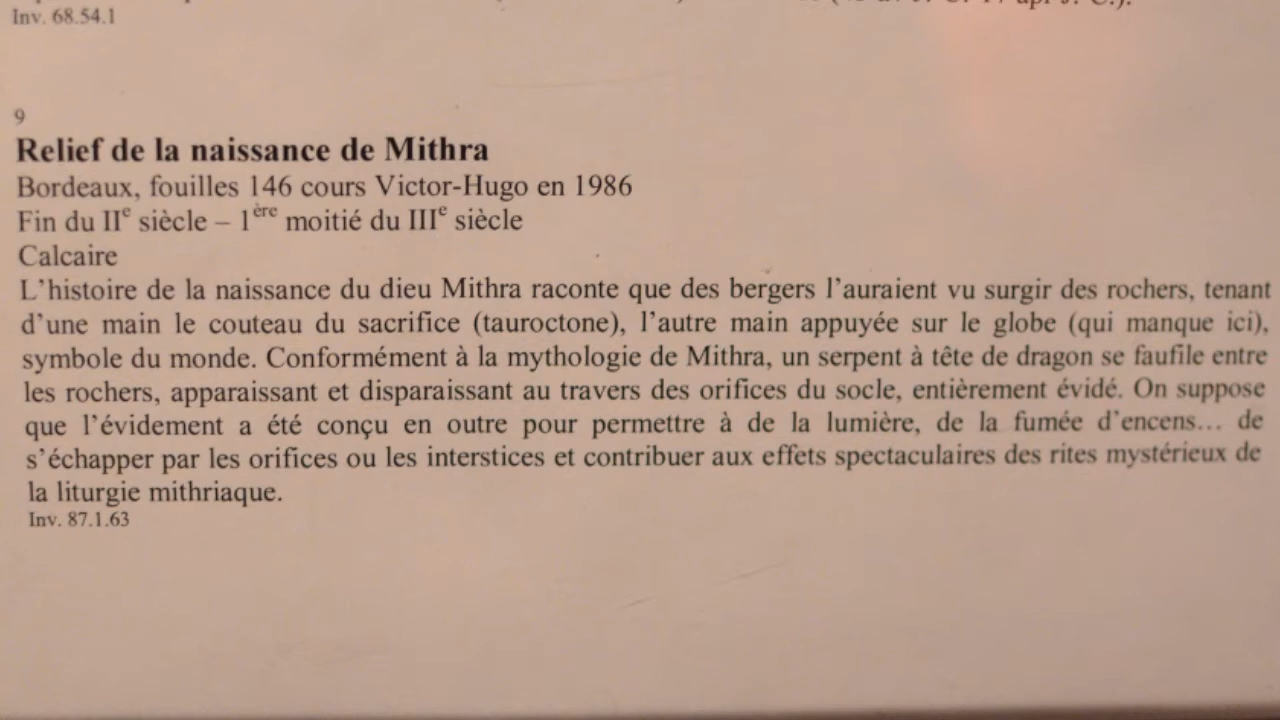 Inv. 68.54.1
9
Relief de la naissance de Mithra
Bordeaux, fouilles 146 cours Victor-Hugo en 1986
Fin du IIe siècle – 1ère moitié du IIIe siècle
Calcaire
L’histoire de la naissance du dieu Mithra raconte que des bergers l’auraient vu surgir des rochers, tenant
d’une main le couteau du sacrifice (tauroctone), l’autre main appuyée sur le globe (qui manque ici),
symbole du monde. Conformément à la mythologie de Mithra, un serpent à tête de dragon se faufile entre
les rochers, apparaissant et disparaissant au travers des orifices du socle, entièrement évidé. On suppose
que l’évidement a été conçu en outre pour permettre à de la lumière, de la fumée d’encens... de
s’échapper par les orifices ou les interstices et contribuer aux effets spectaculaires des rites mystérieux de
la liturgie mithriaque.
Inv. 87.1.63